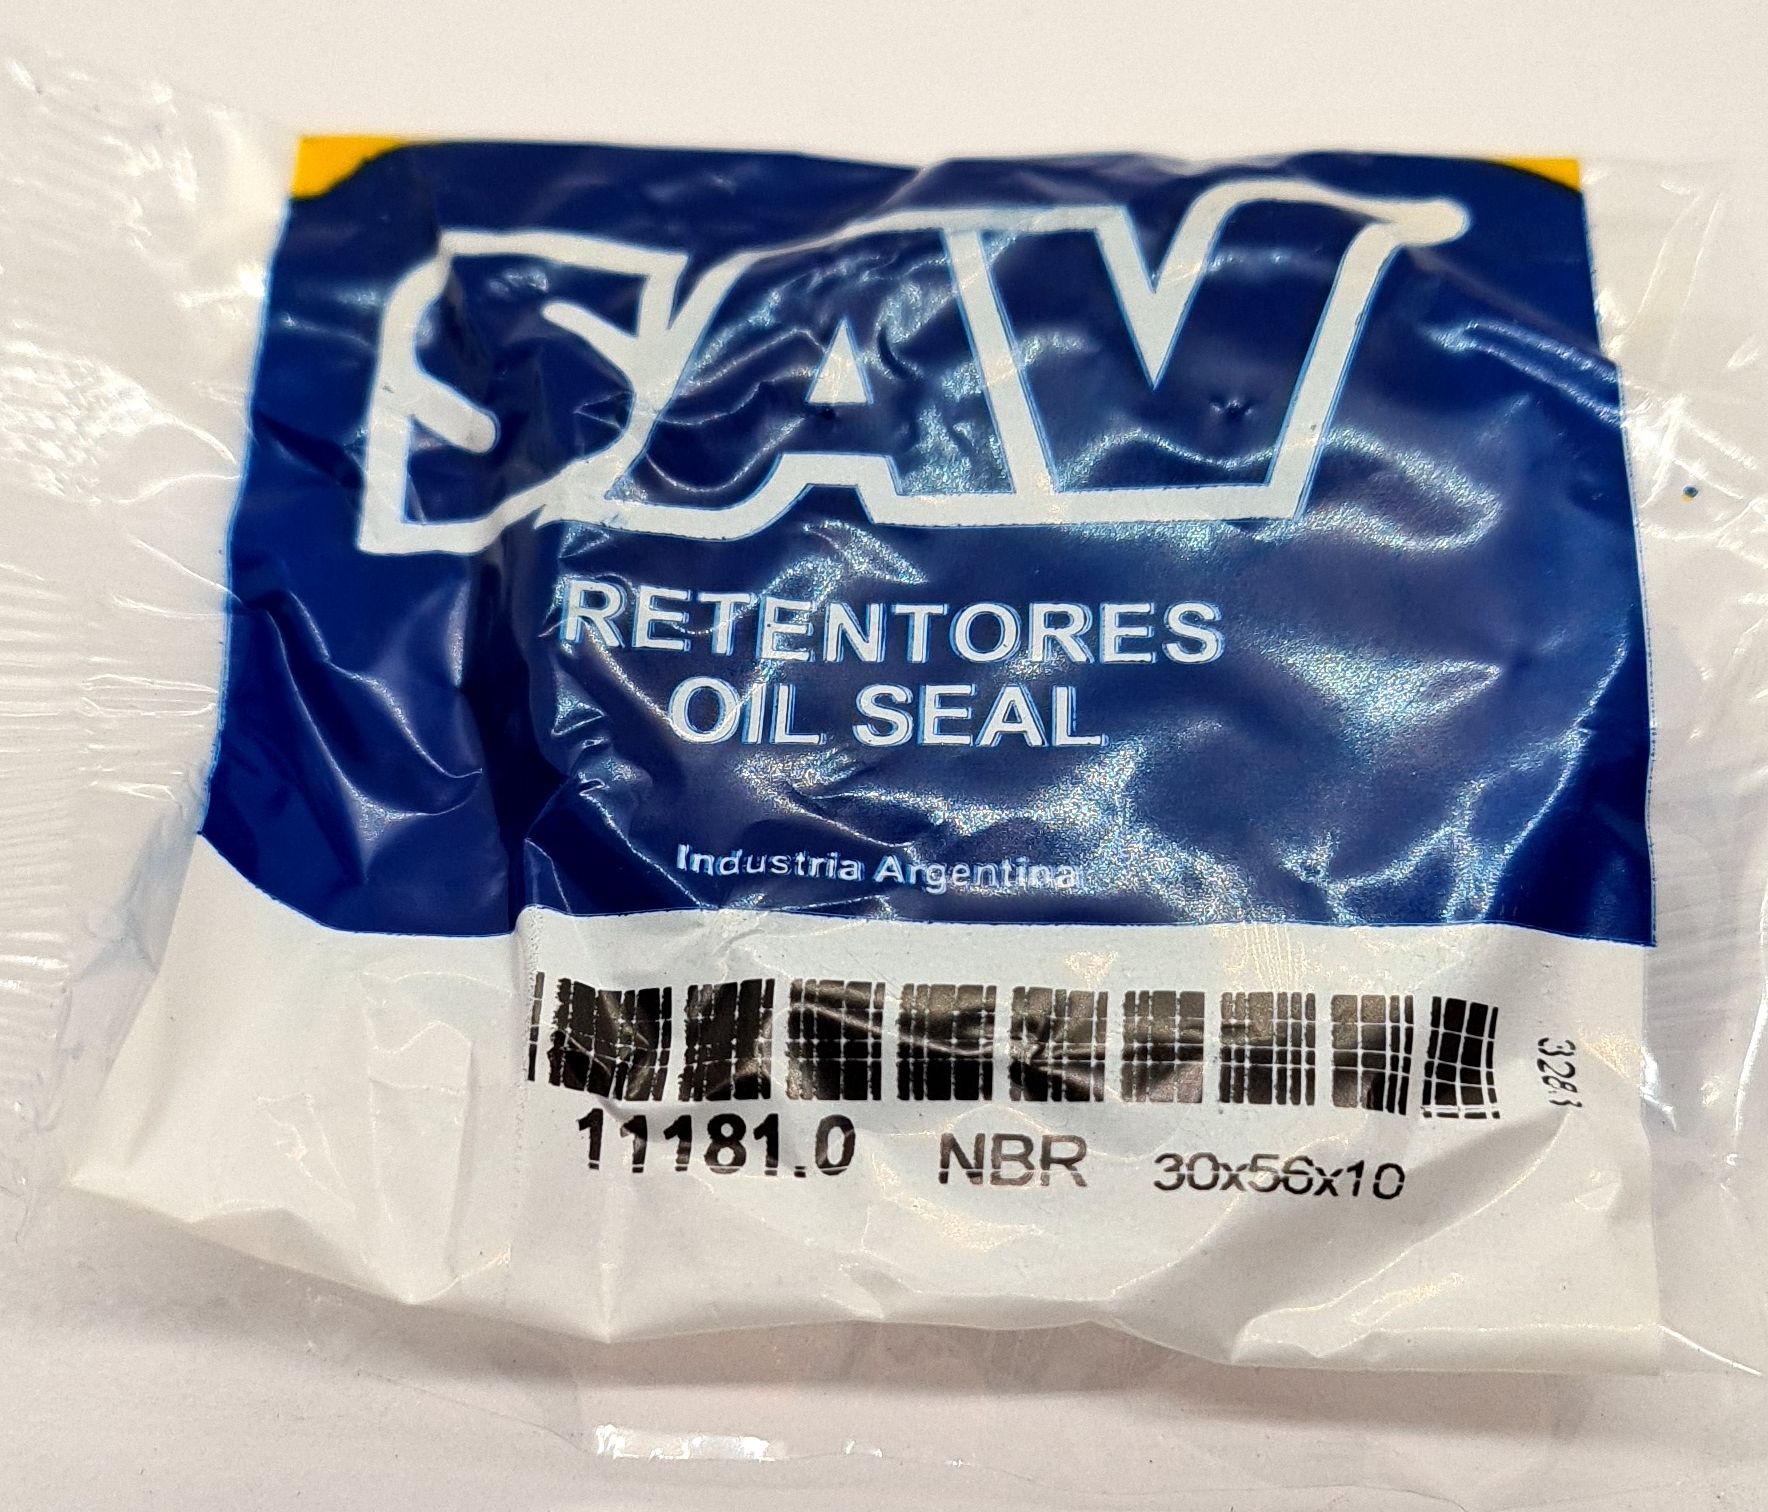 SAV
RETENTORES
OIL SEAL
Industria Argentina
11181.0 NBR 30x56x10